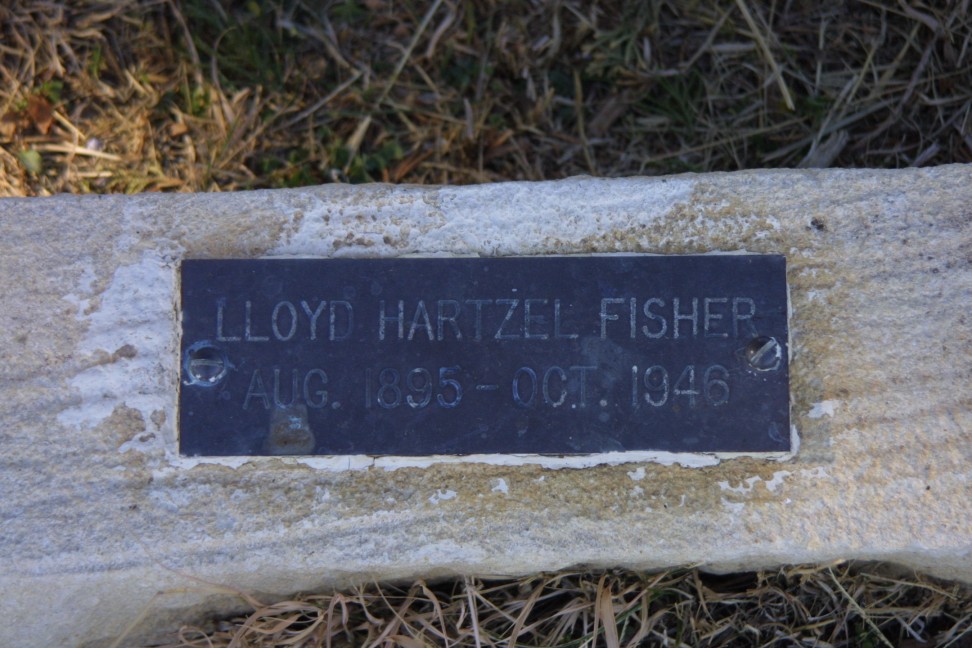 LLOYD HARTZEL FISHER
AUG. 1895 - OCT. 1946